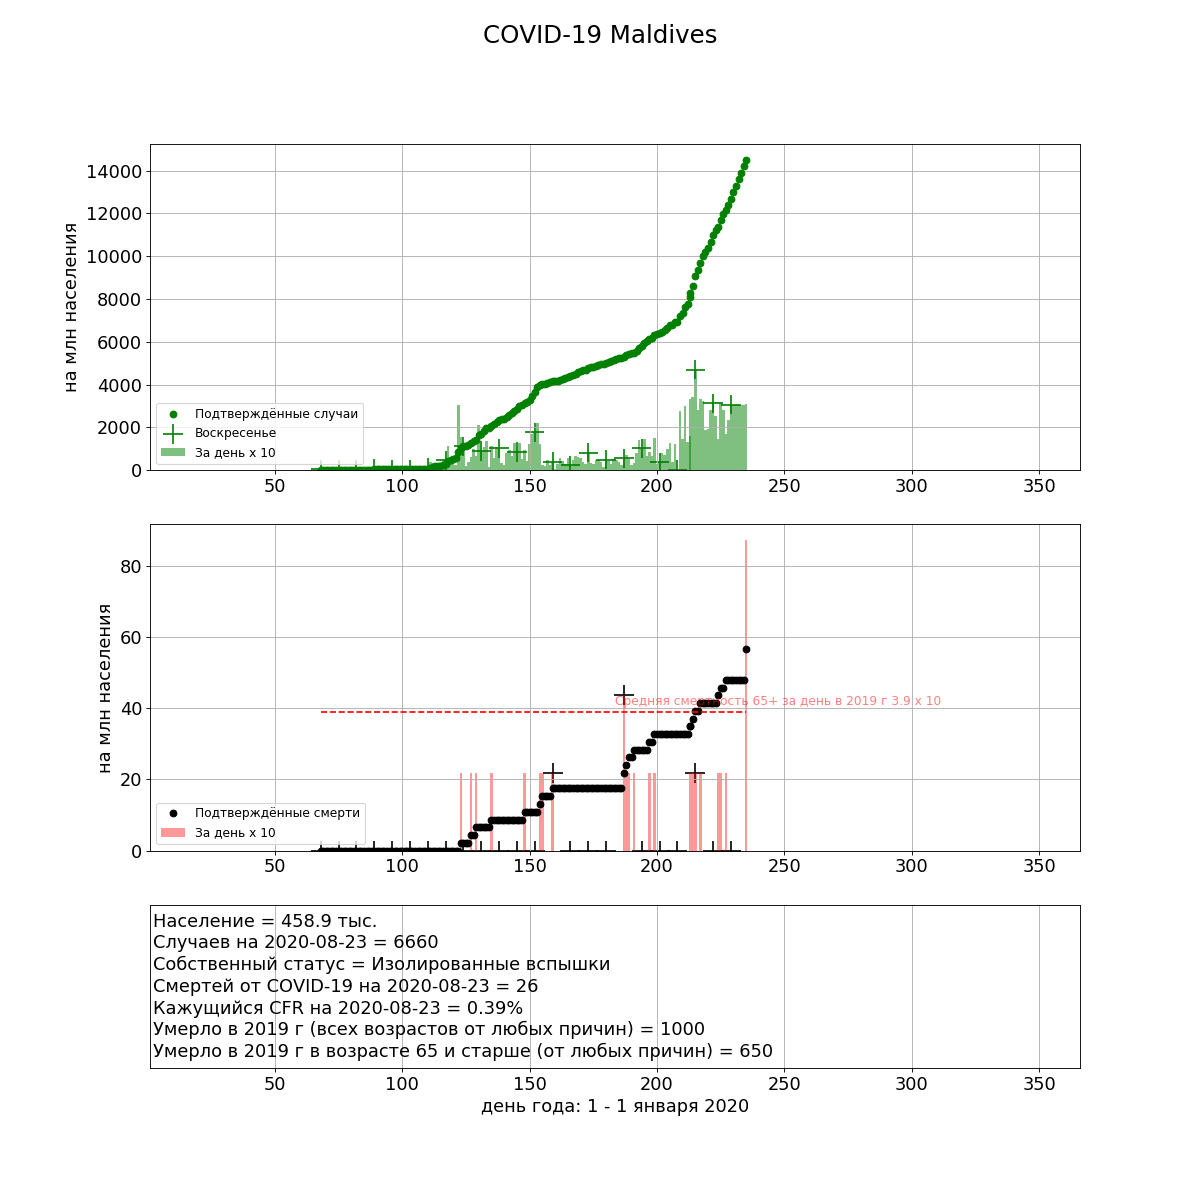 COVID-19 Maldives
14000
12000
10000
8000
6000
4000
2000
0
на млн населения
Подтверждённые случаи
Воскресенье
За день x 10
50 100 150 200 250 300 350
80
60
40
20
0
на млн населения
Средняя смертность 65+ за день в 2019 г 3.9 x 10
Подтверждённые смерти
За день x 10
50 100 150 200 250 300 350
Население = 458.9 тыс.
Случаев на 2020-08-23 = 6660
Собственный статус = Изолированные вспышки
Смертей от COVID-19 на 2020-08-23 = 26
Кажущийся CFR на 2020-08-23 = 0.39%
Умерло в 2019 г (всех возрастов от любых причин) = 1000
Умерло в 2019 г в возрасте 65 и старше (от любых причин) = 650
50 100 150 200 250 300 350
день года: 1 - 1 января 2020